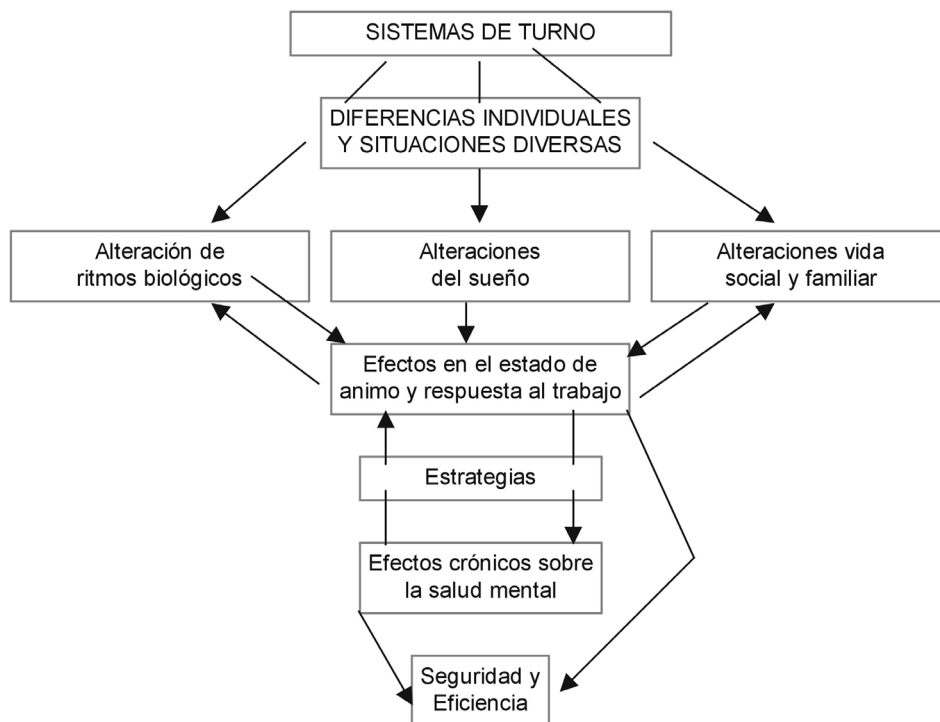 SISTEMAS DE TURNO
DIFERENCIAS INDIVIDUALES
Y SITUACIONES DIVERSAS
Alteración de
ritmos biológicos
Alteraciones
del sueño
Alteraciones vida
social y familiar
Efectos en el estado de
animo y respuesta al trabajo
Estrategias
Efectos crónicos sobre
la salud mental
Seguridad y
Eficiencia